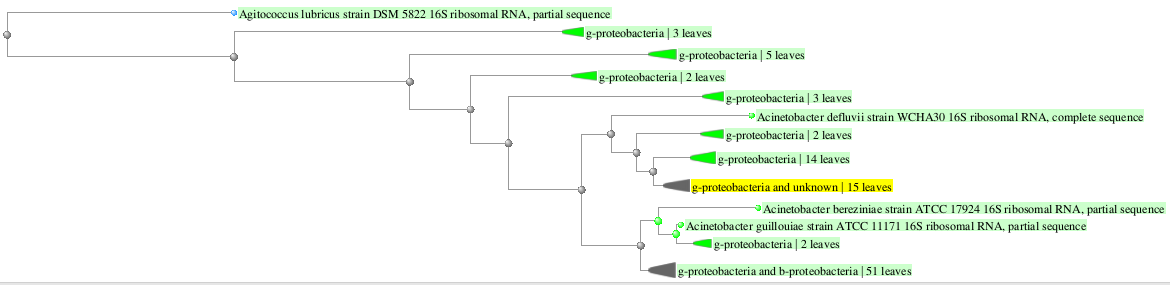 Agitococcus lubricus strain DSM 5822 16S ribosomal RNA, partial sequence
g-proteobacteria | 3 leaves
g-proteobacteria | 5 leaves
g-proteobacteria | 2 leaves
g-proteobacteria | 3 leaves
Acinetobacter defluvii strain WCHA30 16S ribosomal RNA, complete sequence
g-proteobacteria | 2 leaves
g-proteobacteria | 14 leaves
g-proteobacteria and unknown | 15 leaves
Acinetobacter bereziniae strain ATCC 17924 16S ribosomal RNA, partial sequence
Acinetobacter guillouiae strain ATCC 11171 16S ribosomal RNA, partial sequence
g-proteobacteria | 2 leaves
g-proteobacteria and b-proteobacteria | 51 leaves